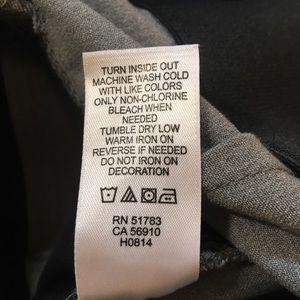 TURN INSIDE OUT
MACHINE WASH COLD
WITH LIKE COLORS
ONLY NON-CHLORINE
BLEACH WHEN
NEEDED
TUMBLE DRY LOW
WARM IRON ON
REVERSE IF NEEDED
DO NOT IRON ON
DECORATION
RN 51783
CA 56910
H0814